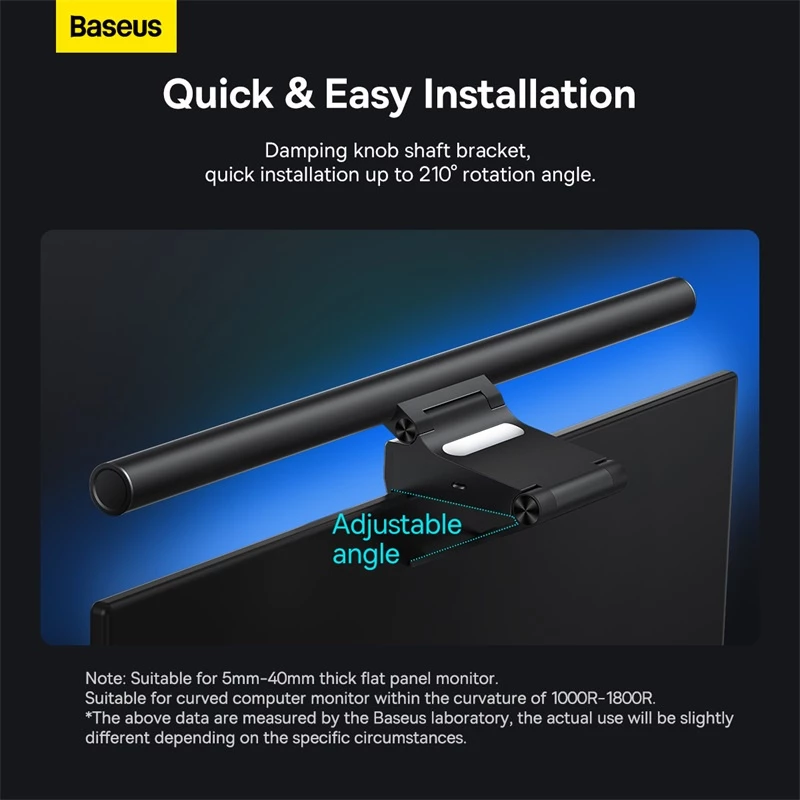 Baseus
Quick & Easy Installation
Damping knob shaft bracket,
quick installation up to 210° rotation angle.
Adjustable
angle
Note: Suitable for 5mm-40mm thick flat panel monitor.
Suitable for curved computer monitor within the curvature of 1000R-1800R.
*The above data are measured by the Baseus laboratory, the actual use will be slightly
different depending on the specific circumstances.